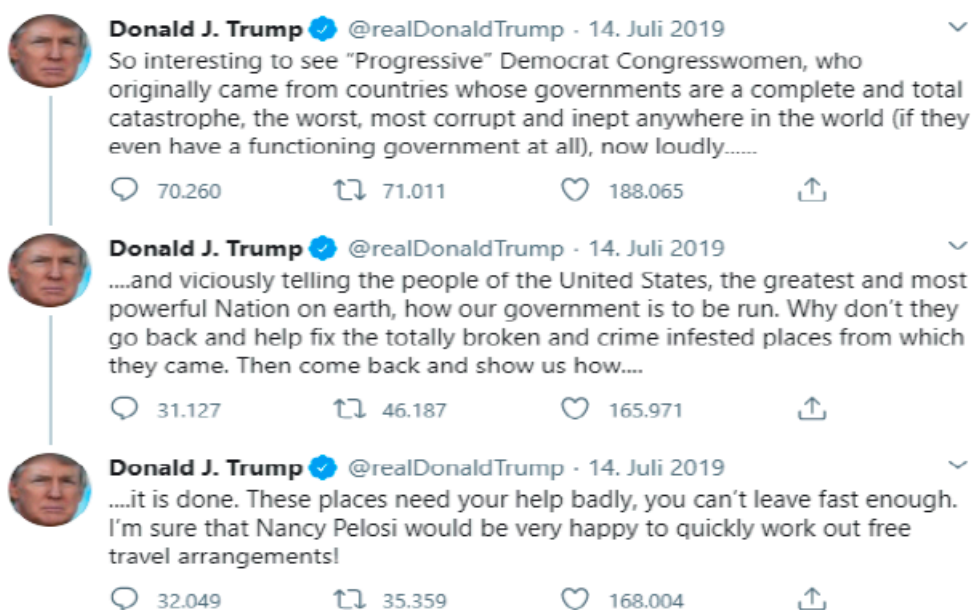 Donald J. Trump @realDonaldTrump · 14. Juli 2019
So interesting to see “Progressive” Democrat Congresswomen, who
originally came from countries whose governments are a complete and total
catastrophe, the worst, most corrupt and inept anywhere in the world (if they
even have a functioning government at all), now loudly......
70.260 71.011 188.065
Donald J. Trump @realDonaldTrump · 14. Juli 2019
....and viciously telling the people of the United States, the greatest and most
powerful Nation on earth, how our government is to be run. Why don’t they
go back and help fix the totally broken and crime infested places from which
they came. Then come back and show us how....
31.127 46.187 165.971
Donald J. Trump @realDonaldTrump · 14. Juli 2019
....it is done. These places need your help badly, you can’t leave fast enough.
I’m sure that Nancy Pelosi would be very happy to quickly work out free
travel arrangements!
32.049 35.359 168.004